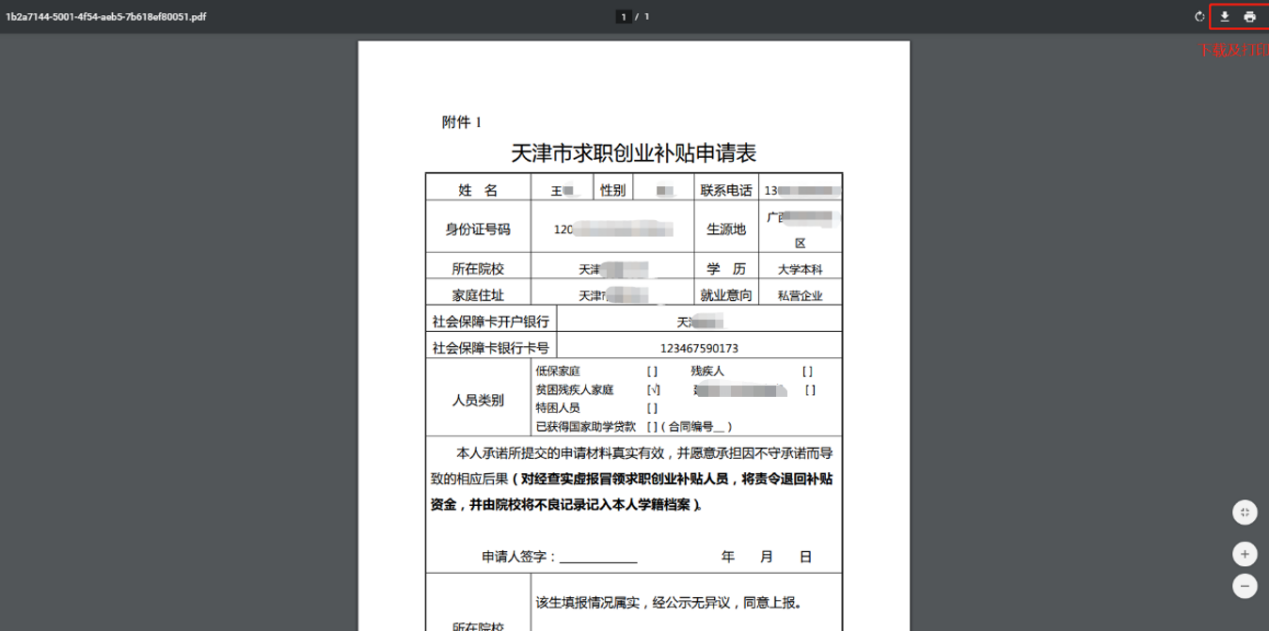 1b2a7144-5001-4f54-aeb5-7b618ef80051.pdf 1 / 1
下载及打印
附件 1
天津市求职创业补贴申请表
姓 名 王 性别 联系电话 13
身份证号码 120 生源地 广西 区
所在院校 天津 学 历 大学本科
家庭住址 天津市 就业意向 私营企业
社会保障卡开户银行 天
社会保障卡银行卡号 123467590173
人员类别
低保家庭 [ ] 残疾人 [ ]
贫困残疾人家庭 [√] [ ]
特困人员 [ ]
已获得国家助学贷款 [ ] ( 合同编号__ )
本人承诺所提交的申请材料真实有效，并愿意承担因不守承诺而导
致的相应后果（对经查实虚报冒领求职创业补贴人员，将责令退回补贴
资金，并由院校将不良记录记入本人学籍档案）。
申请人签字：__________ 年 月 日
该生填报情况属实，经公示无异议，同意上报。
所在院校